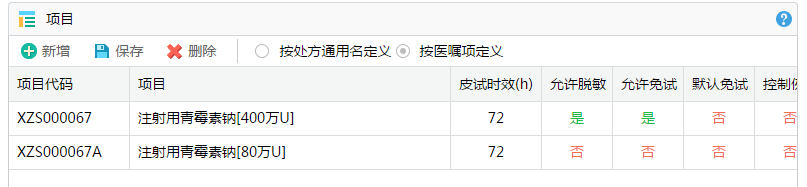 项目
新增 保存 删除 按处方通用名定义 按医嘱项定义
项目代码 项目 皮试时效(h) 允许脱敏 允许免试 默认免试 控制
XZS000067 注射用青霉素钠[400万U] 72 是 是 否 否
XZS000067A 注射用青霉素钠[80万U] 72 否 否 否 否